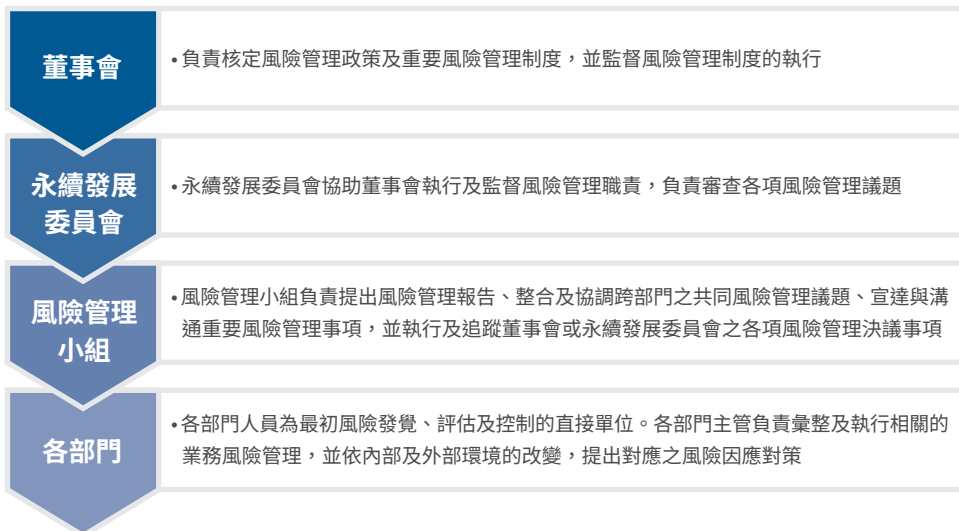 董事會
•負責核定風險管理政策及重要風險管理制度，並監督風險管理制度的執行
永續發展
委員會
•永續發展委員會協助董事會執行及監督風險管理職責，負責審查各項風險管理議題
風險管理
小組
•風險管理小組負責提出風險管理報告、整合及協調跨部門之共同風險管理議題、宣達與溝
通重要風險管理事項，並執行及追蹤董事會或永續發展委員會之各項風險管理決議事項
各部門
•各部門人員為最初風險發覺、評估及控制的直接單位。各部門主管負責彙整及執行相關的
業務風險管理，並依內部及外部環境的改變，提出對應之風險因應對策